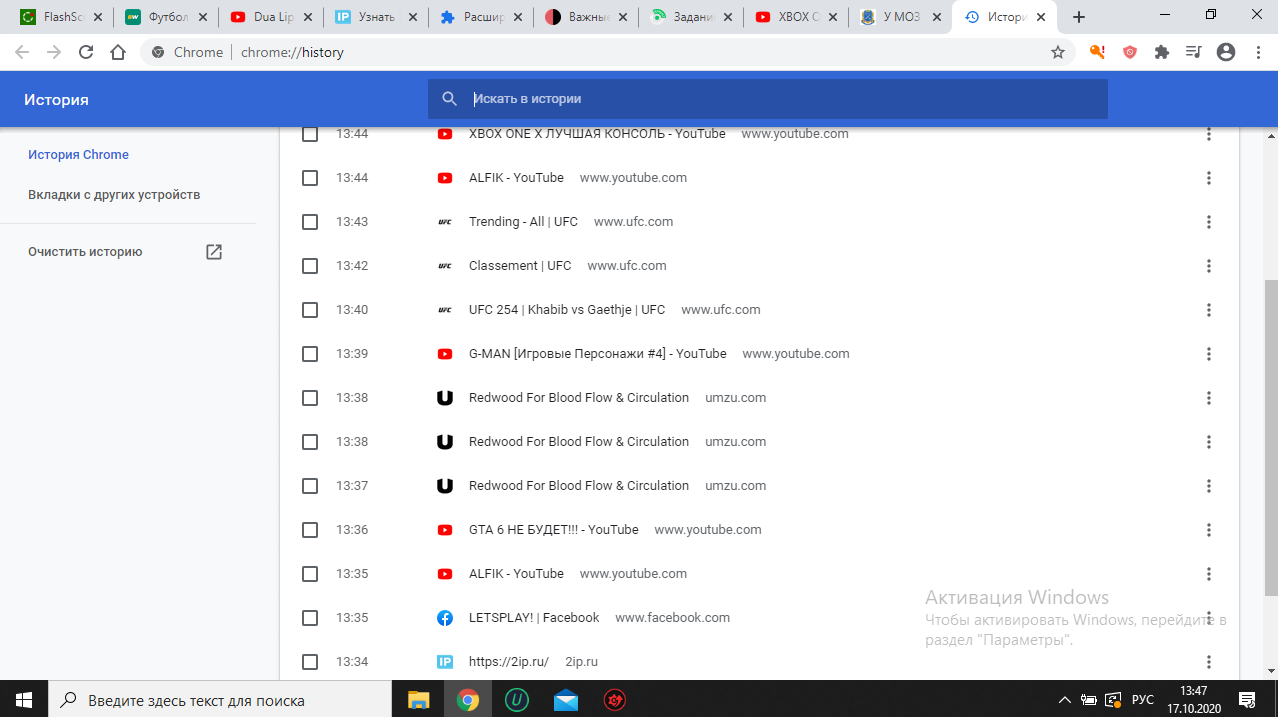 FlashSc
Футбол
Dua Lip
Узнать
Расшир
Важные
Задани
XBOX O
У МОЗ
Истори
Chrome chrome://history
История Искать в истории
История Chrome
Вкладки с других устройств
Очистить историю
13:44 XBOX ONE X ЛУЧШАЯ КОНСОЛЬ - YouTube www.youtube.com
13:44 ALFIK - YouTube www.youtube.com
13:43 UFC Trending - All | UFC www.ufc.com
13:42 UFC Classement | UFC www.ufc.com
13:40 UFC UFC 254 | Khabib vs Gaethje | UFC www.ufc.com
13:39 G-MAN [Игровые Персонажи #4] - YouTube www.youtube.com
13:38 Redwood For Blood Flow & Circulation umzu.com
13:38 Redwood For Blood Flow & Circulation umzu.com
13:37 Redwood For Blood Flow & Circulation umzu.com
13:36 GTA 6 НЕ БУДЕТ!!! - YouTube www.youtube.com
13:35 ALFIK - YouTube www.youtube.com
13:35 LETSPLAY! | Facebook www.facebook.com
13:34 IP https://2ip.ru/ 2ip.ru
Активация Windows
Чтобы активировать Windows, перейдите в
раздел "Параметры".
Введите здесь текст для поиска
РУС
13:47
17.10.2020